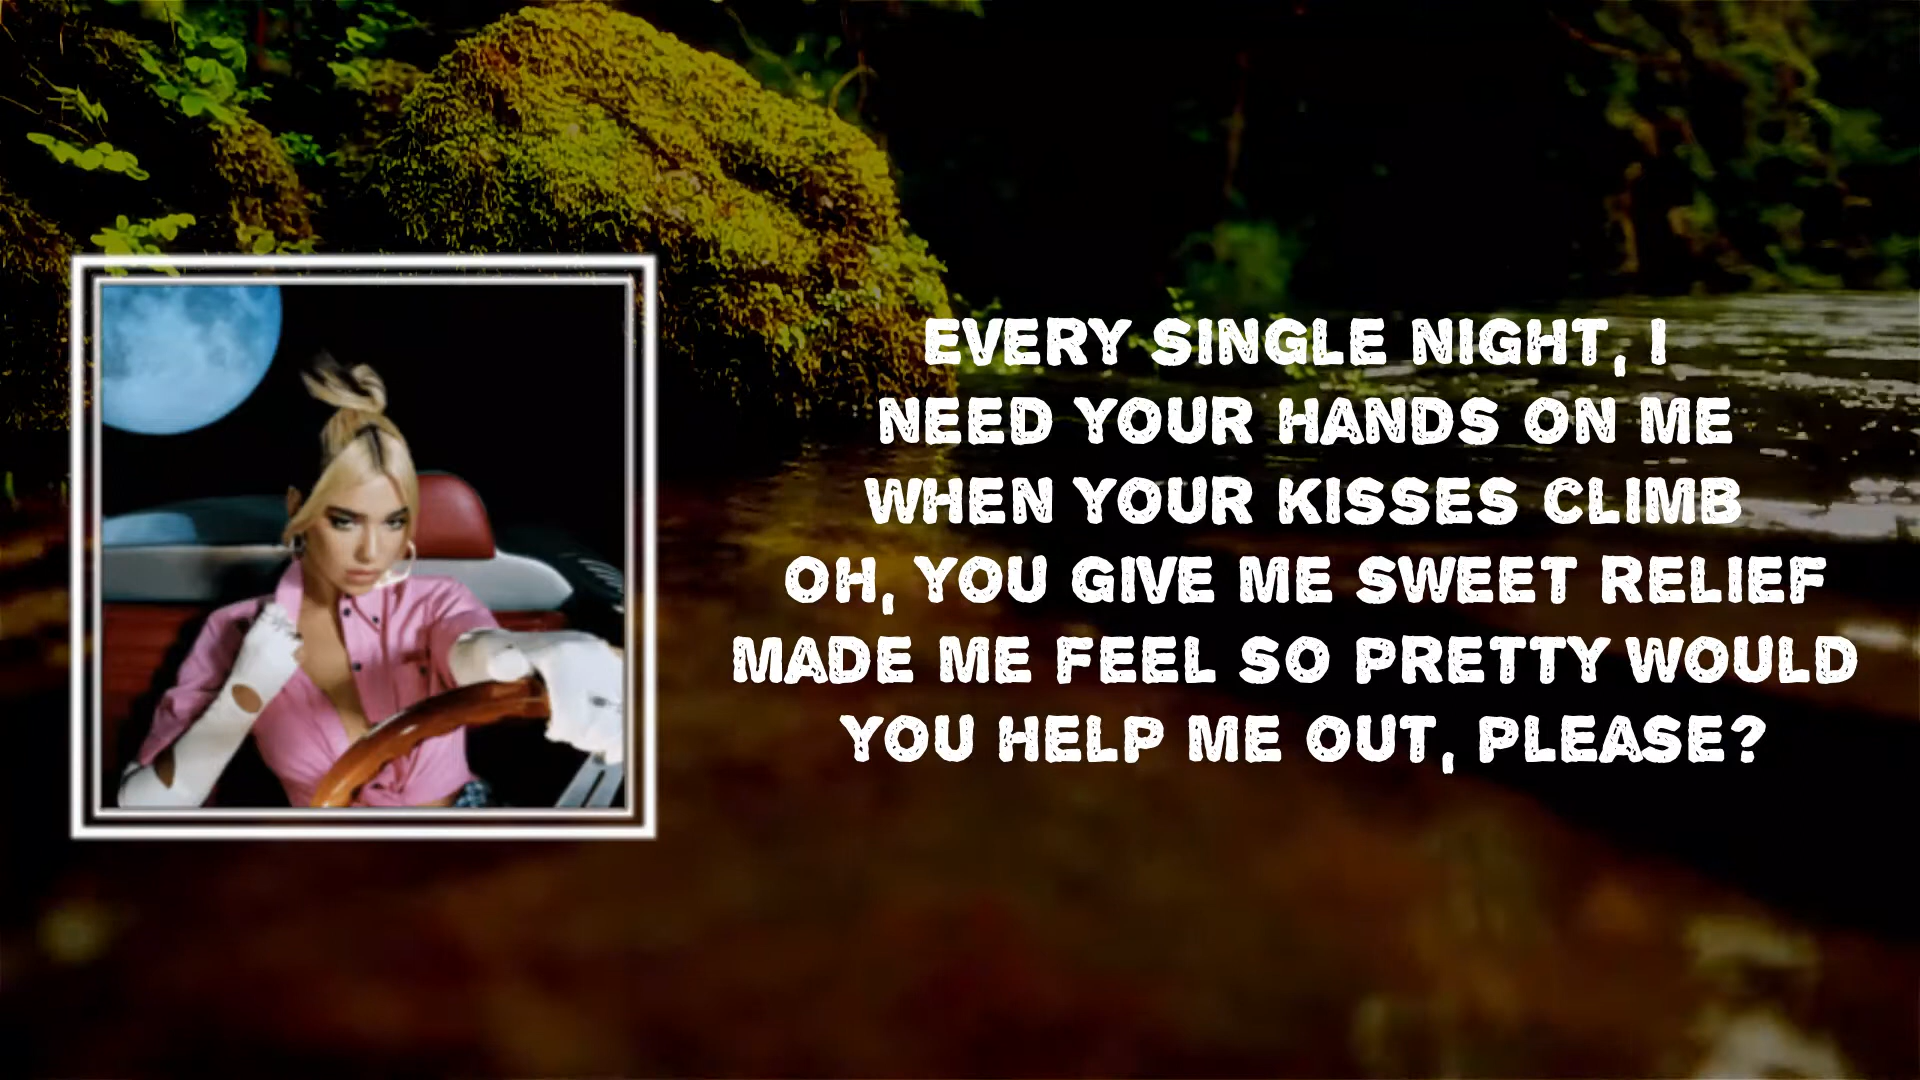 EVERY SINGLE NIGHT, I
NEED YOUR HANDS ON ME
WHEN YOUR KISSES CLIMB
OH, YOU GIVE ME SWEET RELIEF
MADE ME FEEL SO PRETTY WOULD
YOU HELP ME OUT, PLEASE?